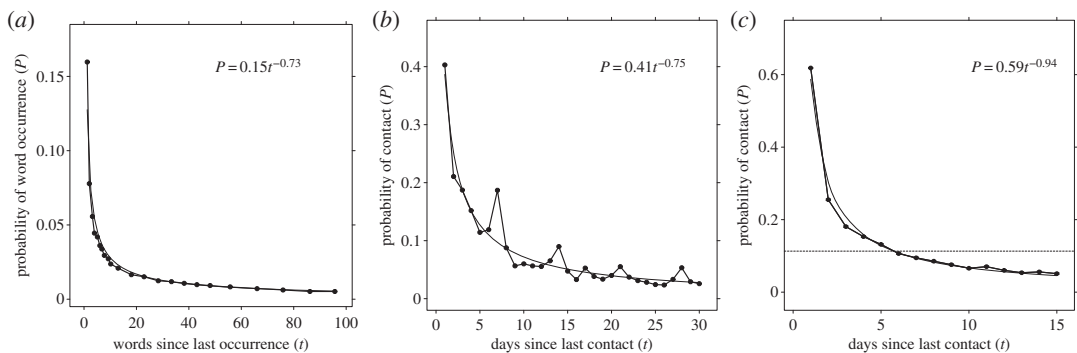 (a)
0.15
0.10
0.05
0
probability of word occurrence (P)
P = 0.15t^−0.73
0 20 40 60 80 100
words since last occurrence (t)
(b)
0.4
0.3
0.2
0.1
0
probability of contact (P)
P = 0.41t^−0.75
0 5 10 15 20 25 30
days since last contact (t)
(c)
0.6
0.4
0.2
0
probability of contact (P)
P = 0.59t^−0.94
0 5 10 15
days since last contact (t)